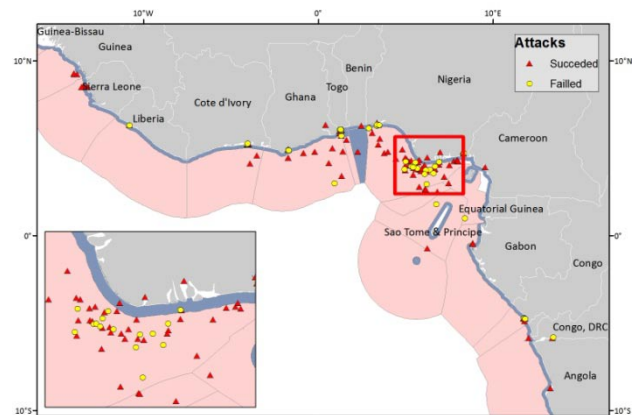 10°W
0°
10°E
Guinea-Bissau
Guinea
Benin
Attacks
Succeded
Failled
10°N
10°N
Sierra Leone
Togo
Nigeria
Ghana
Cote d'Ivory
Liberia
Cameroon
Equatorial Guinea
0°
Sao Tome & Principe
0°
Gabon
Congo
Congo, DRC
Angola
10°S
10°S